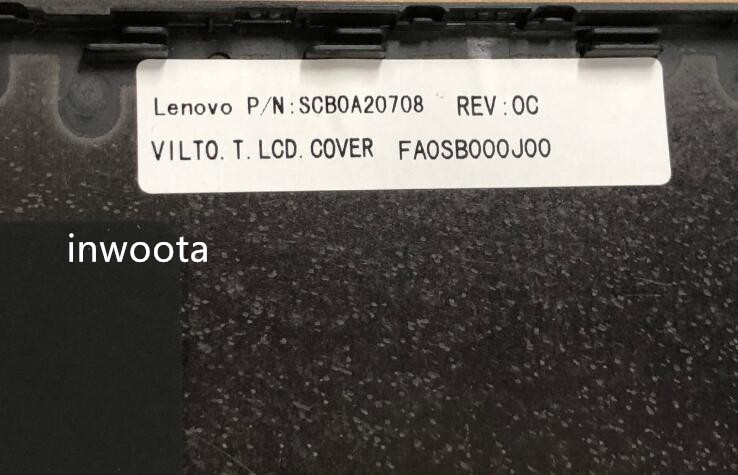 Lenovo P/N:SCB0A20708 REV:0C
VILTO.T.LCD.COVER FA0SB000J00
inwoota